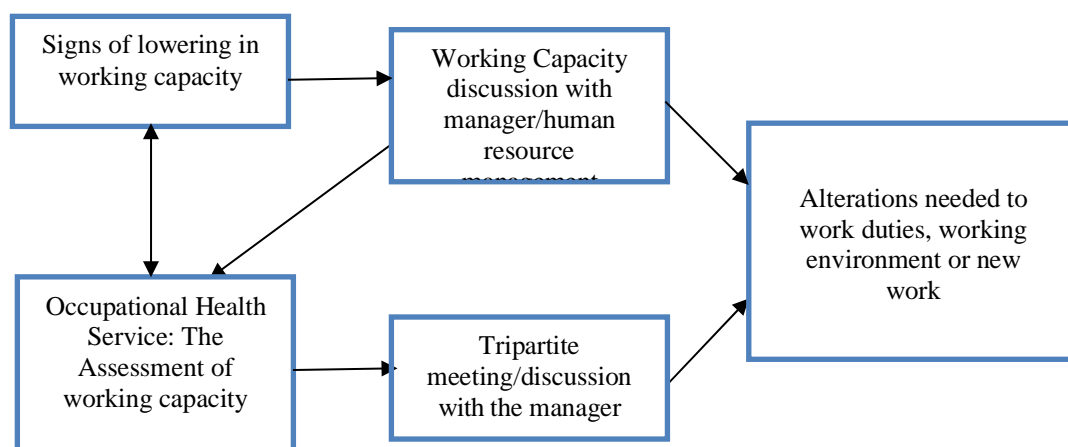 Signs of lowering in
working capacity
Working Capacity
discussion with
manager/human
resource
management
Alterations needed to
work duties, working
environment or new
work
Occupational Health
Service: The
Assessment of
working capacity
Tripartite
meeting/discussion
with the manager